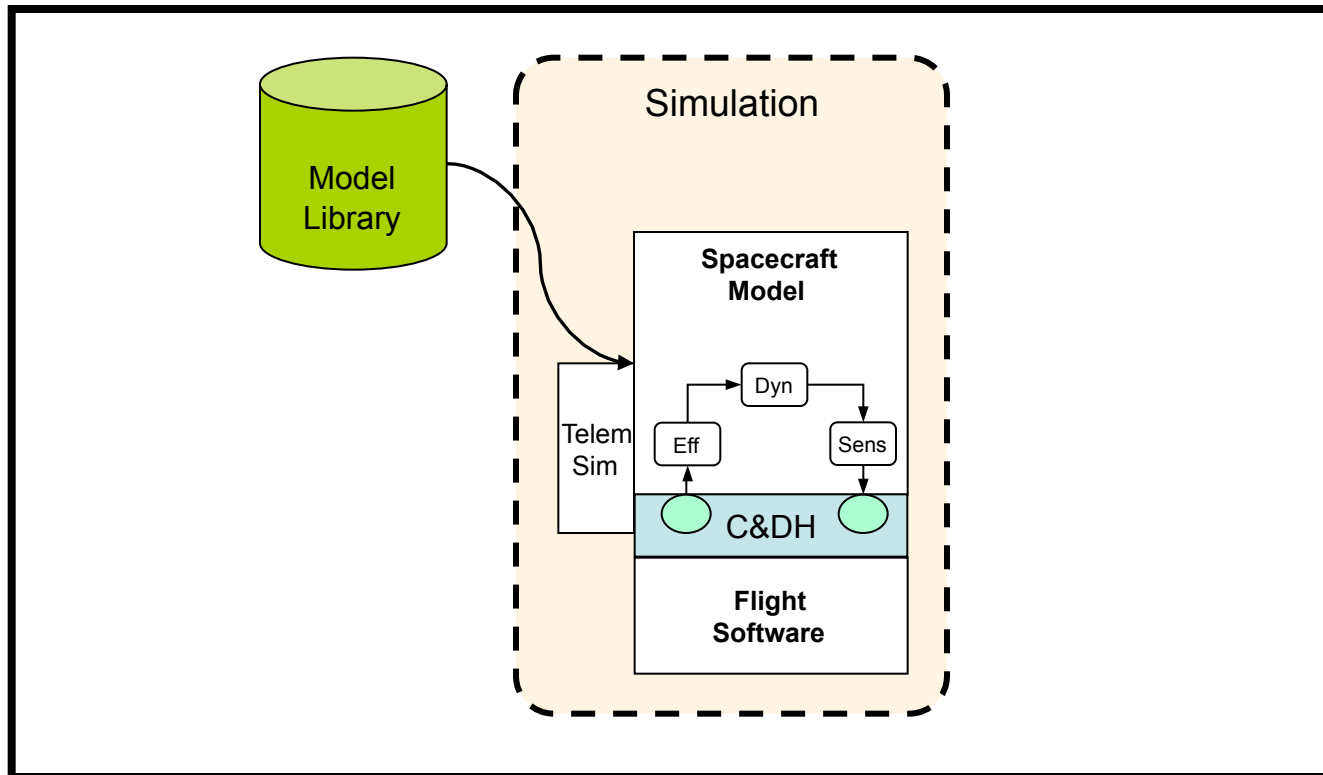 Simulation
Model
Library
Spacecraft
Model
Dyn
Telem
Sim
Eff
Sens
C&DH
Flight
Software